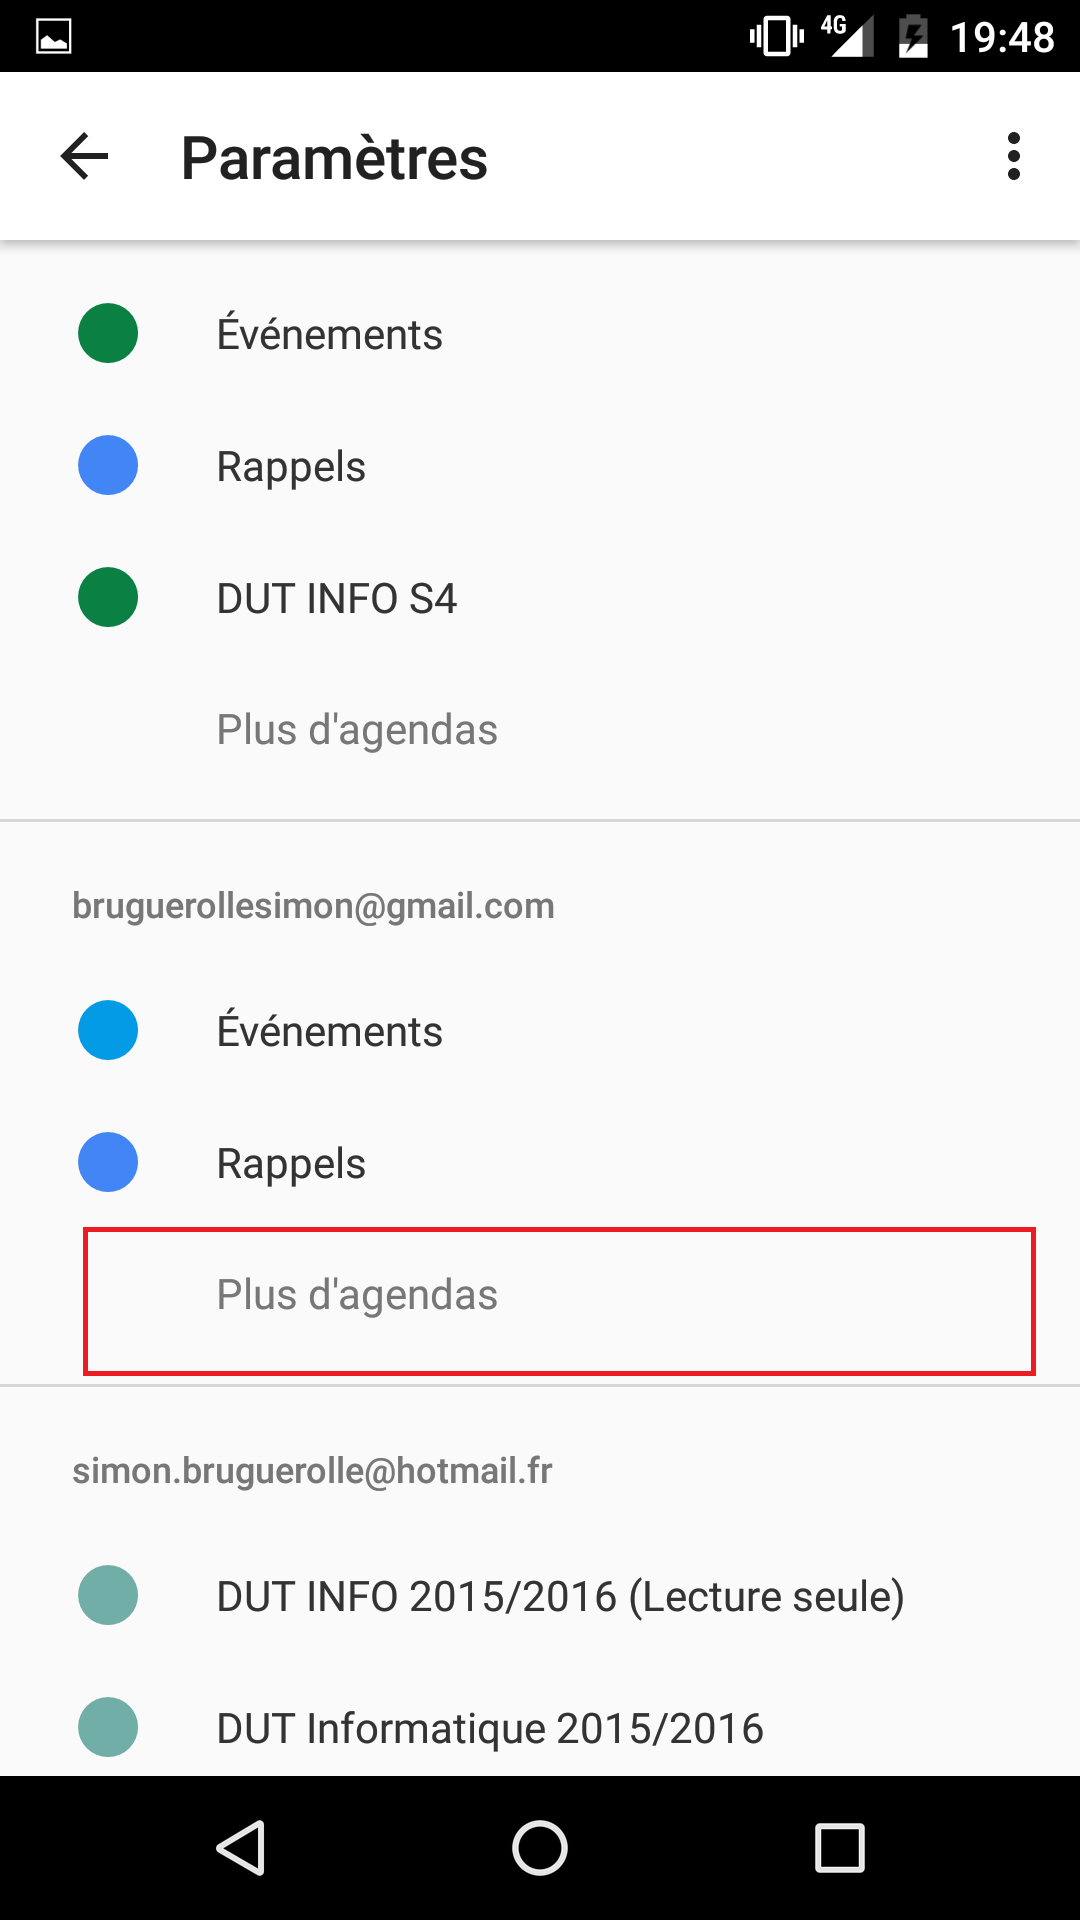 4G 19:48
Paramètres
Événements
Rappels
DUT INFO S4
Plus d'agendas
bruguerollesimon@gmail.com
Événements
Rappels
Plus d'agendas
simon.bruguerolle@hotmail.fr
DUT INFO 2015/2016 (Lecture seule)
DUT Informatique 2015/2016